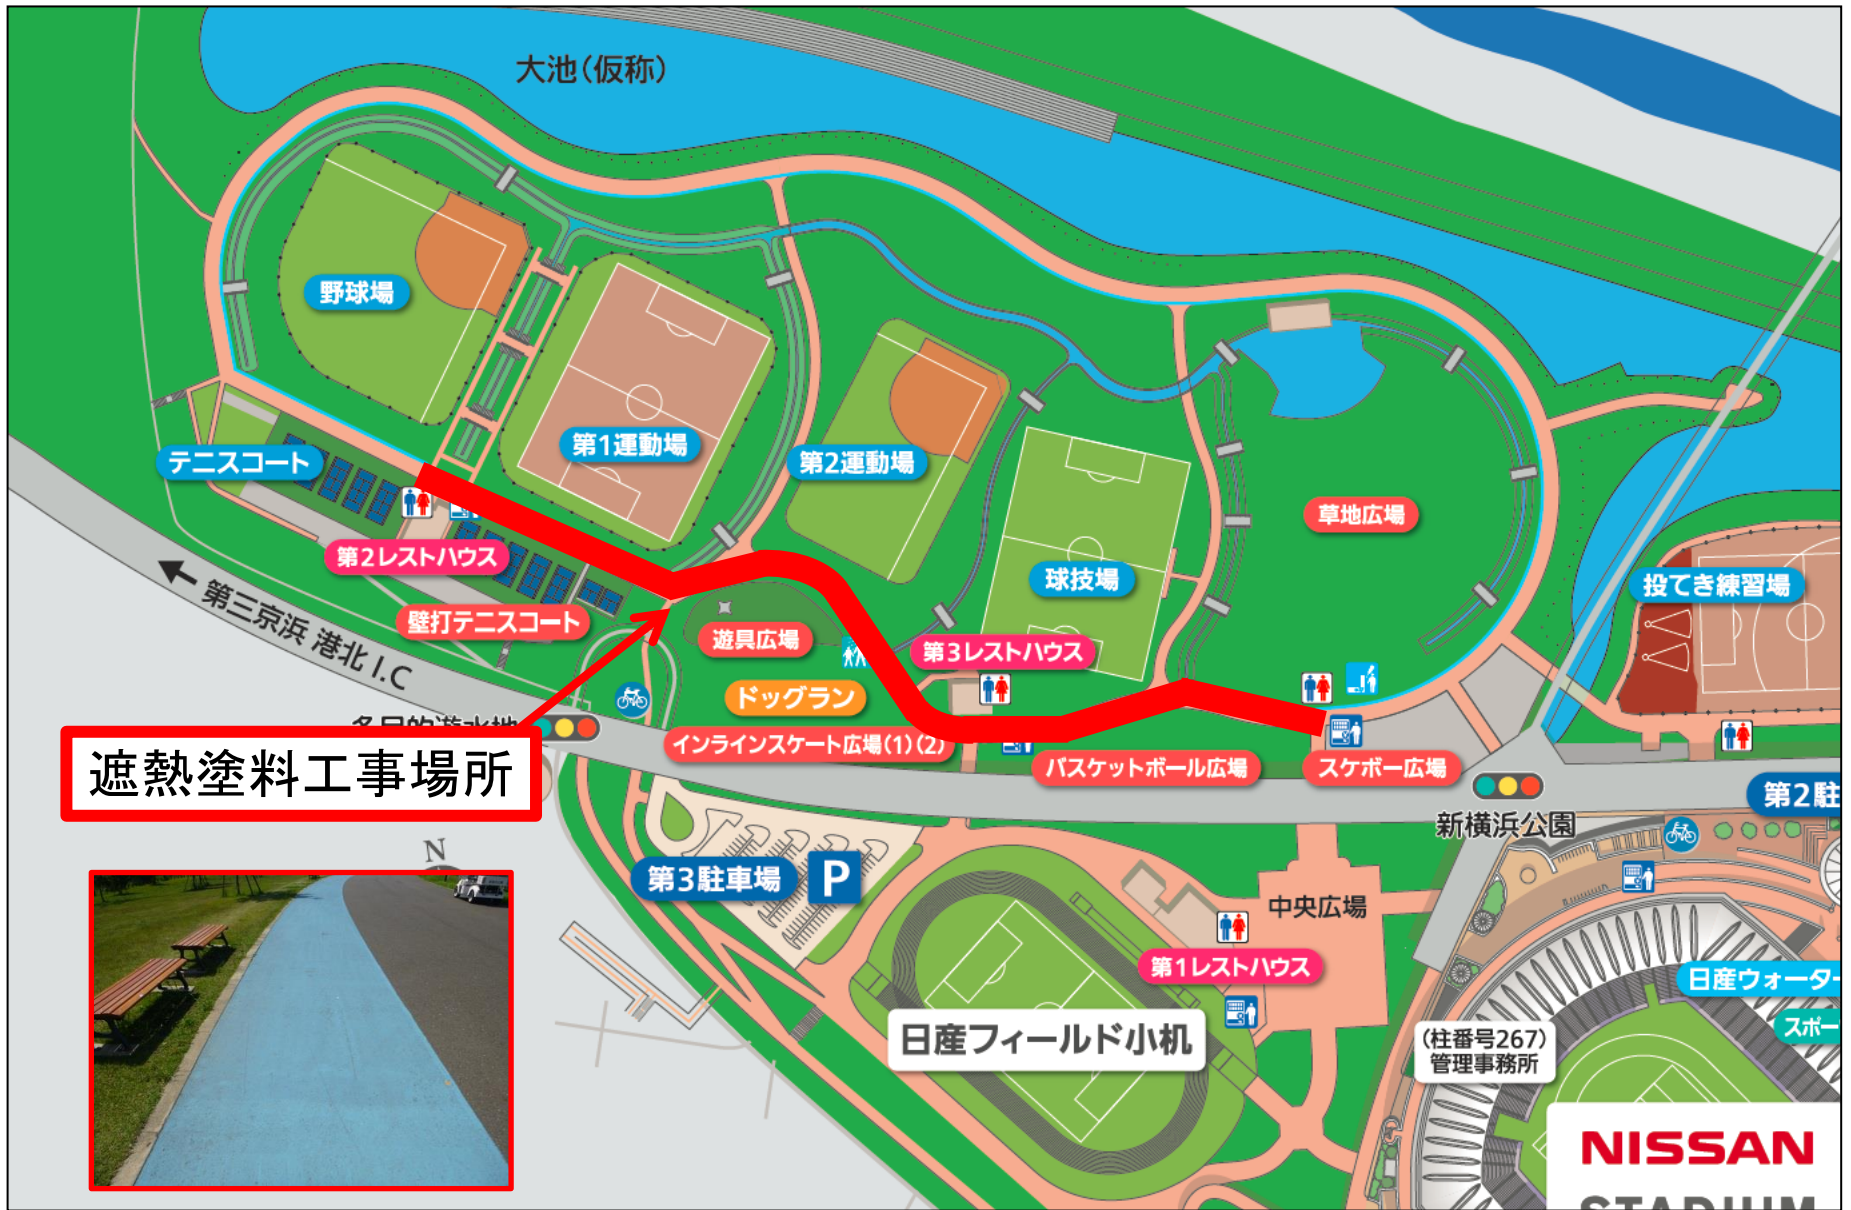 大池(仮称)
野球場
第1運動場
テニスコート
第2運動場
草地広場
第2レストハウス
球技場
投てき練習場
第三京浜 港北 I.C
壁打テニスコート
遊具広場
第3レストハウス
ドッグラン
インラインスケート広場(1)(2)
バスケットボール広場
スケボー広場
遮熱塗料工事場所
第2駐
新横浜公園
N
第3駐車場
P
中央広場
第1レストハウス
日産ウォーター
スポー
日産フィールド小机
(柱番号267)
管理事務所
NISSAN
STADIUM